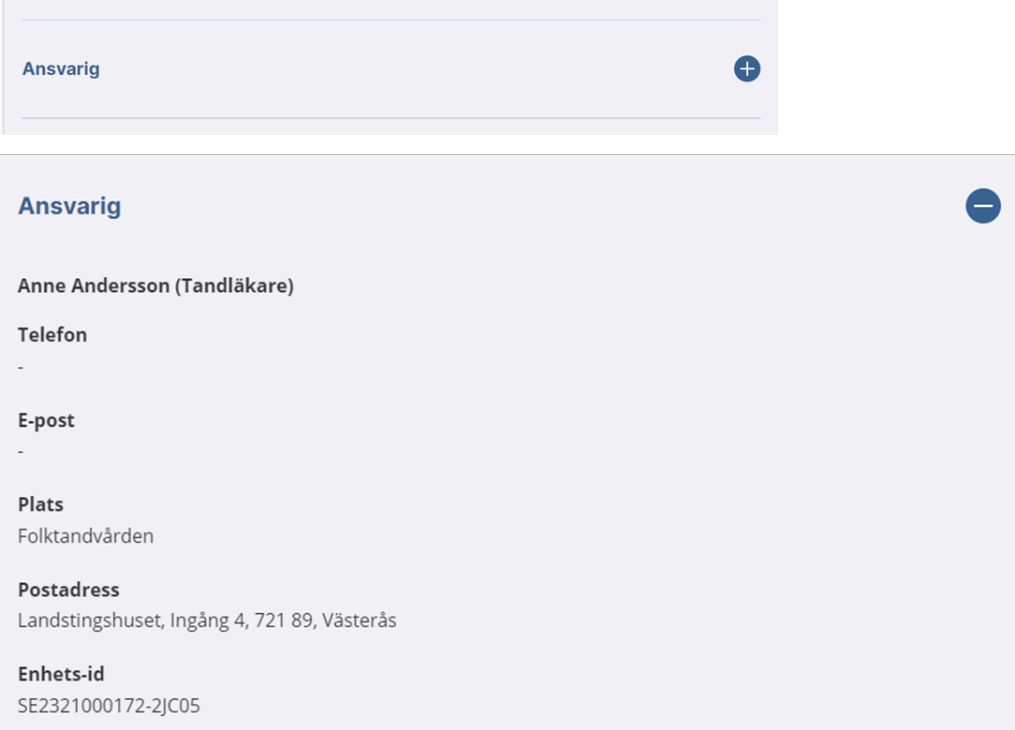 Ansvarig
Ansvarig
Anne Andersson (Tandläkare)
Telefon
-
E-post
-
Plats
Folktandvården
Postadress
Landstingshuset, Ingång 4, 721 89, Västerås
Enhets-id
SE2321000172-2JC05